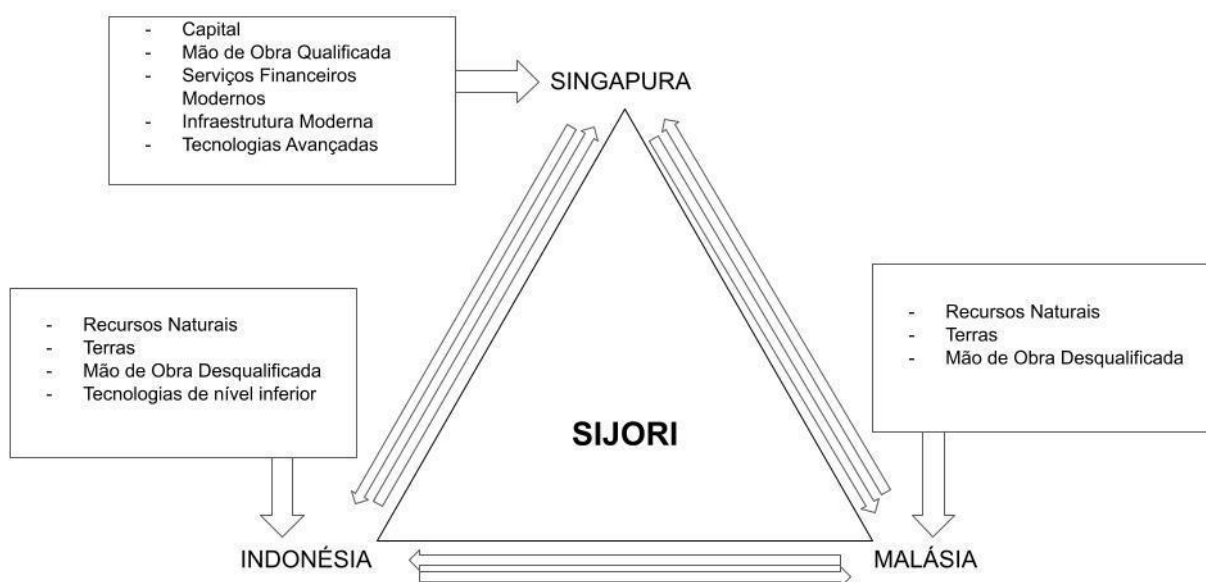 - Capital
- Mão de Obra Qualificada
- Serviços Financeiros
Modernos
- Infraestrutura Moderna
- Tecnologias Avançadas
SINGAPURA
- Recursos Naturais
- Terras
- Mão de Obra Desqualificada
- Tecnologias de nível inferior
- Recursos Naturais
- Terras
- Mão de Obra Desqualificada
SIJORI
INDONÉSIA
MALÁSIA